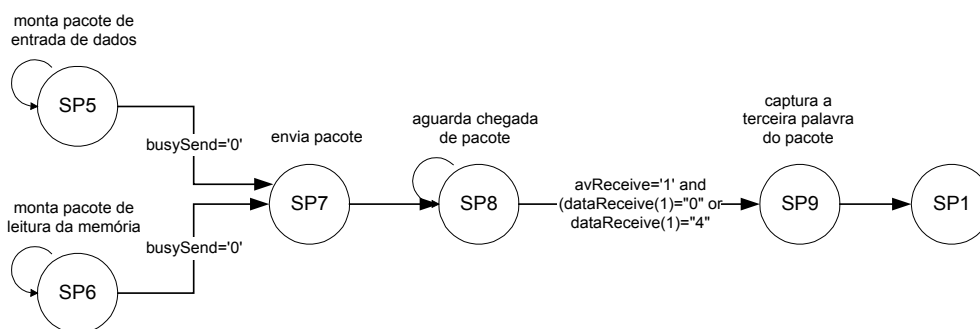 monta pacote de
entrada de dados
SP5
busySend='0'
monta pacote de
leitura da memória
busySend='0'
SP6
envia pacote
SP7
aguarda chegada
de pacote
SP8
avReceive='1' and
(dataReceive(1)="0" or
dataReceive(1)="4"
captura a
terceira palavra
do pacote
SP9
SP1